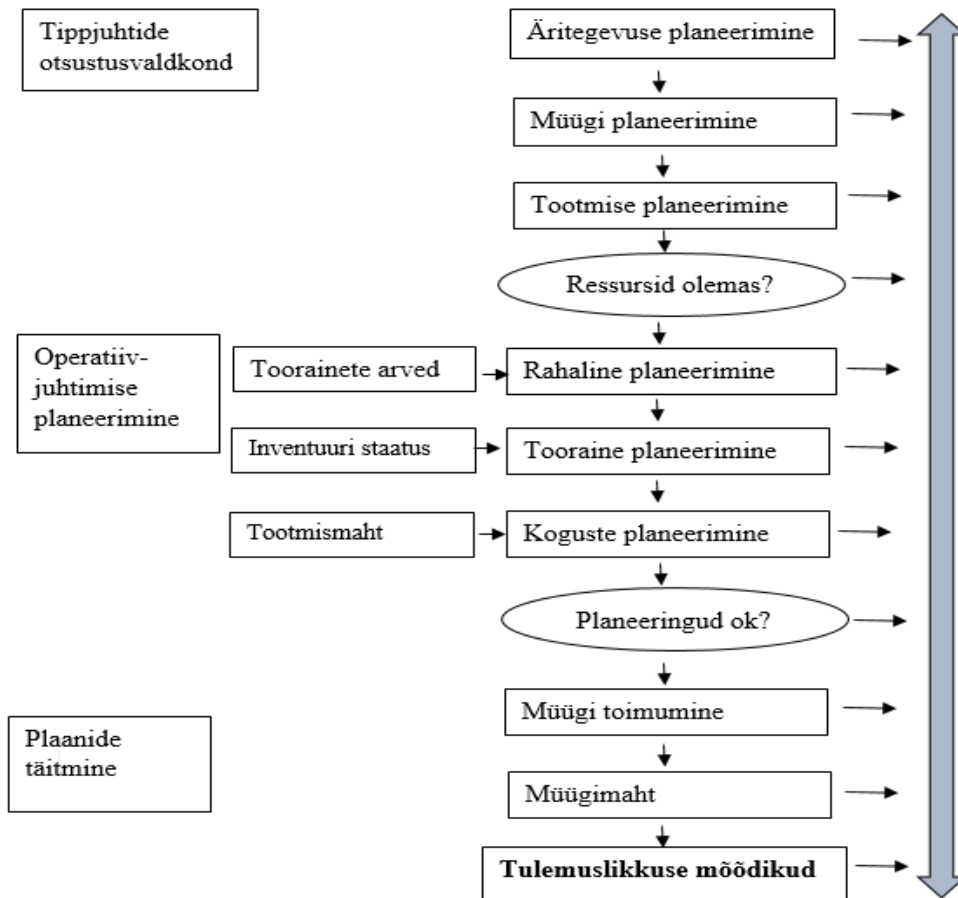 Tippjuhtide
otsustusvaldkond
Äritegevuse planeerimine
Müügi planeerimine
Tootmise planeerimine
Ressursid olemas?
Operatiiv-
juhtimise
planeerimine
Toorainete arved
Rahaline planeerimine
Inventuuri staatus
Tooraine planeerimine
Tootmismaht
Koguste planeerimine
Planeeringud ok?
Plaanide
täitmine
Müügi toimumine
Müügimaht
Tulemuslikkuse mõõdikud